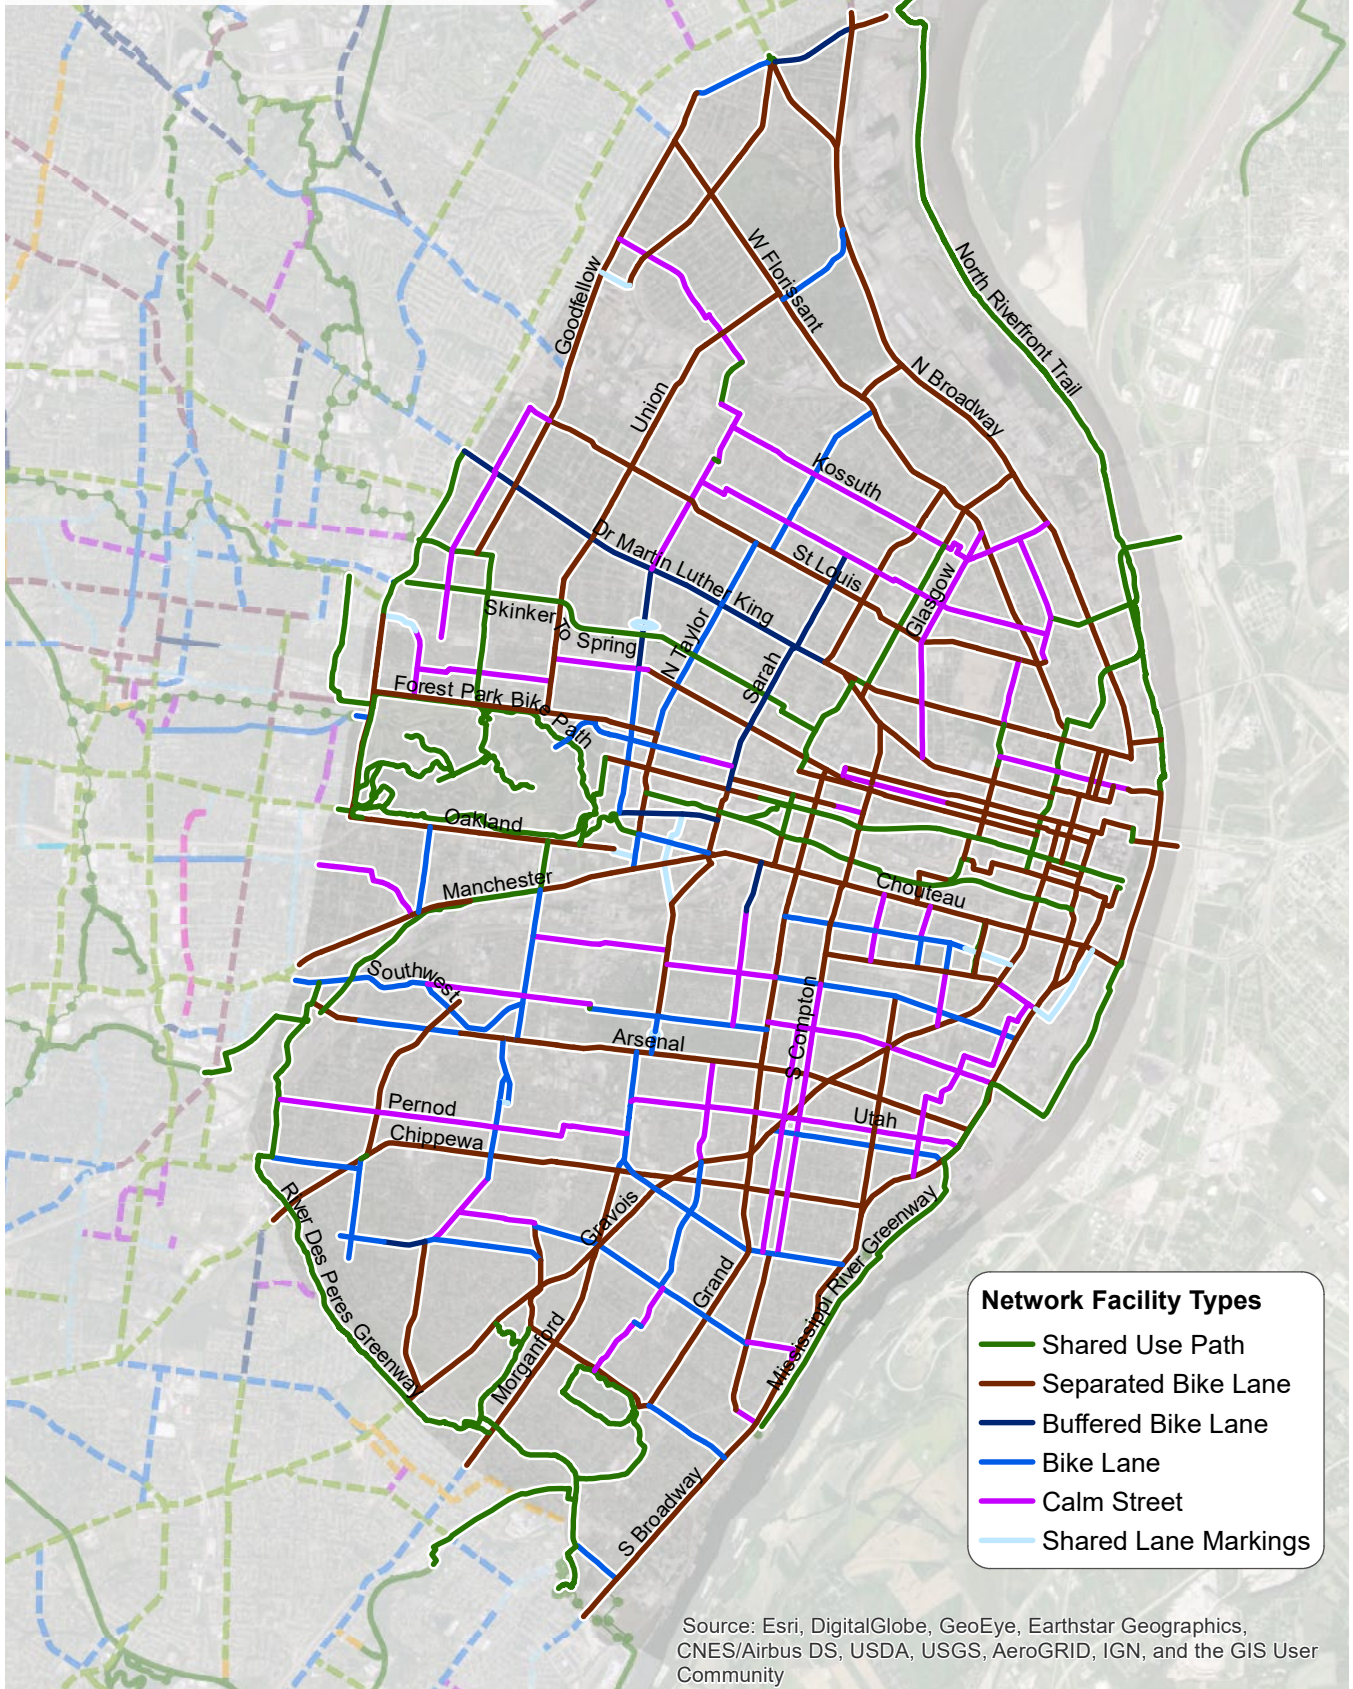 North Riverfront Trail
W Florissant
Goodfellow
N Broadway
Union
Kossuth
Dr Martin Luther King
St Louis
Glasgow
Skinker To Spring
N Taylor
Sarah
Forest Park Bike Path
Oakland
Manchester
Chouteau
Southwest
S Compton
Arsenal
Pernod
Utah
Chippewa
River Des Peres Greenway
Gravois
Grand
Mississippi River Greenway
Morganford
S Broadway
Network Facility Types
Shared Use Path
Separated Bike Lane
Buffered Bike Lane
Bike Lane
Calm Street
Shared Lane Markings
Source: Esri, DigitalGlobe, GeoEye, Earthstar Geographics,
CNES/Airbus DS, USDA, USGS, AeroGRID, IGN, and the GIS User
Community